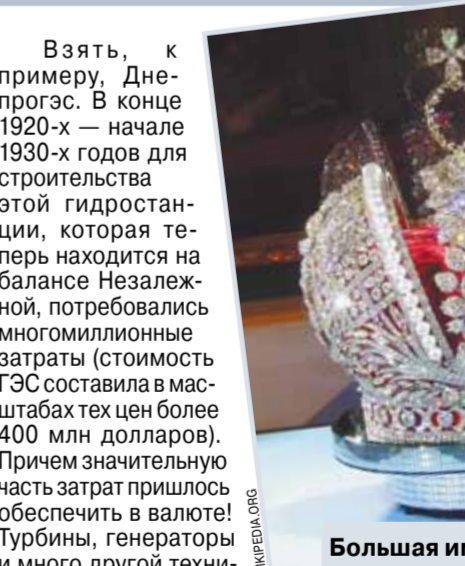 Взять, к
примеру, Дне-
прогэс. В конце
1920-х — начале
1930-х годов для
строительства
этой гидростан-
ции, которая те-
перь находится на
балансе Незалеж-
ной, потребовались
многомиллионные
затраты (стоимость
ГЭС составила в мас-
штабах тех цен более
400 млн долларов).
Причем значительную
часть затрат пришлось
обеспечить в валюте!
Турбины, генераторы
и много другой техни-
IKIPEDIA.ORG
Большая